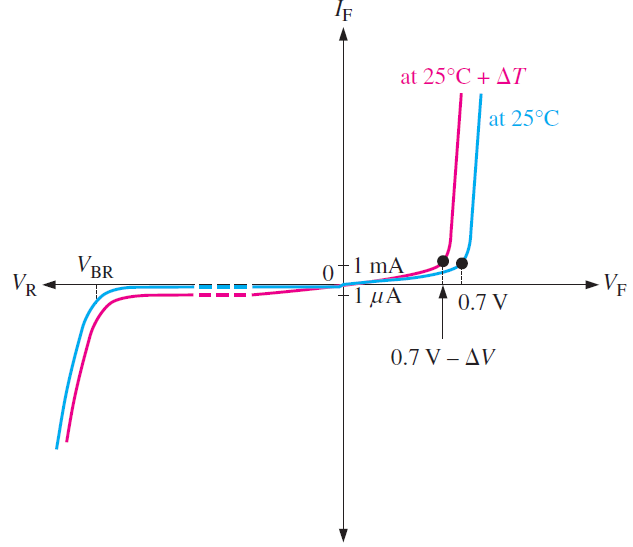 I_F
at 25°C + ΔT
at 25°C
V_BR
0
1 mA
V_R
V_F
1 μA
0.7 V
0.7 V – ΔV